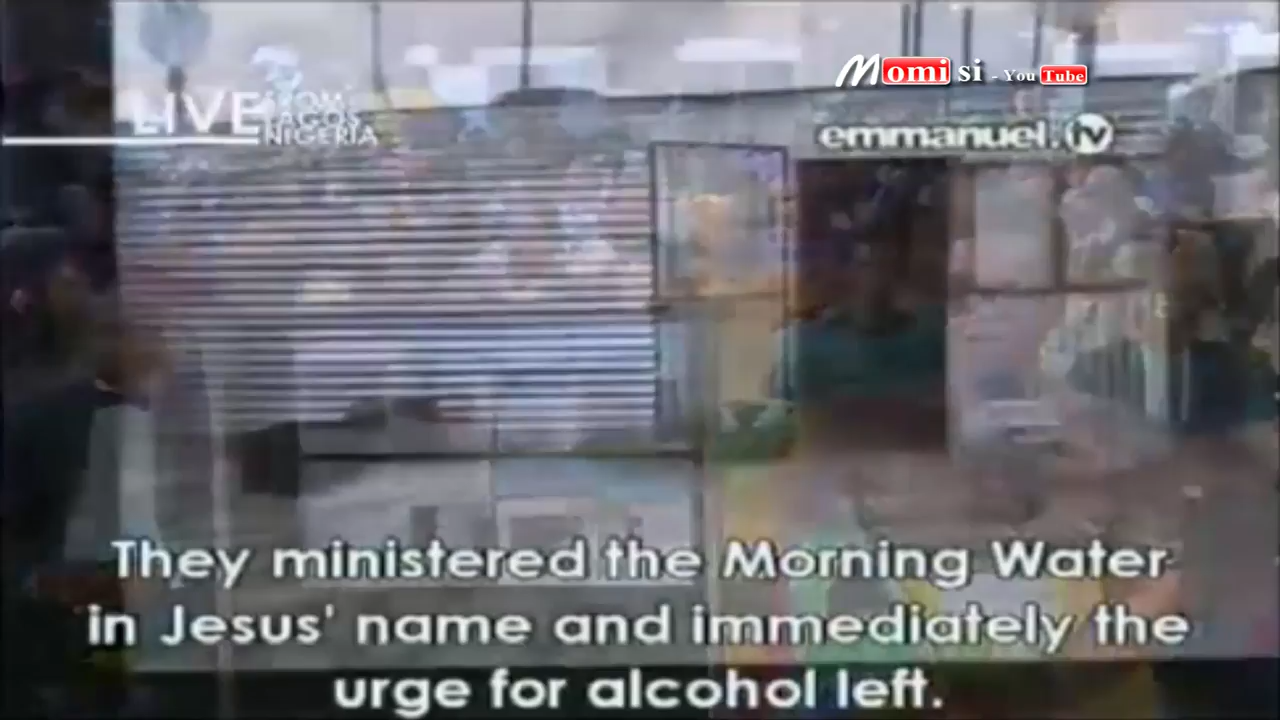 Momi si - You Tube
LIVE FROM LAGOS NIGERIA
emmanuel.tv
They ministered the Morning Water
in Jesus' name and immediately the
urge for alcohol left.